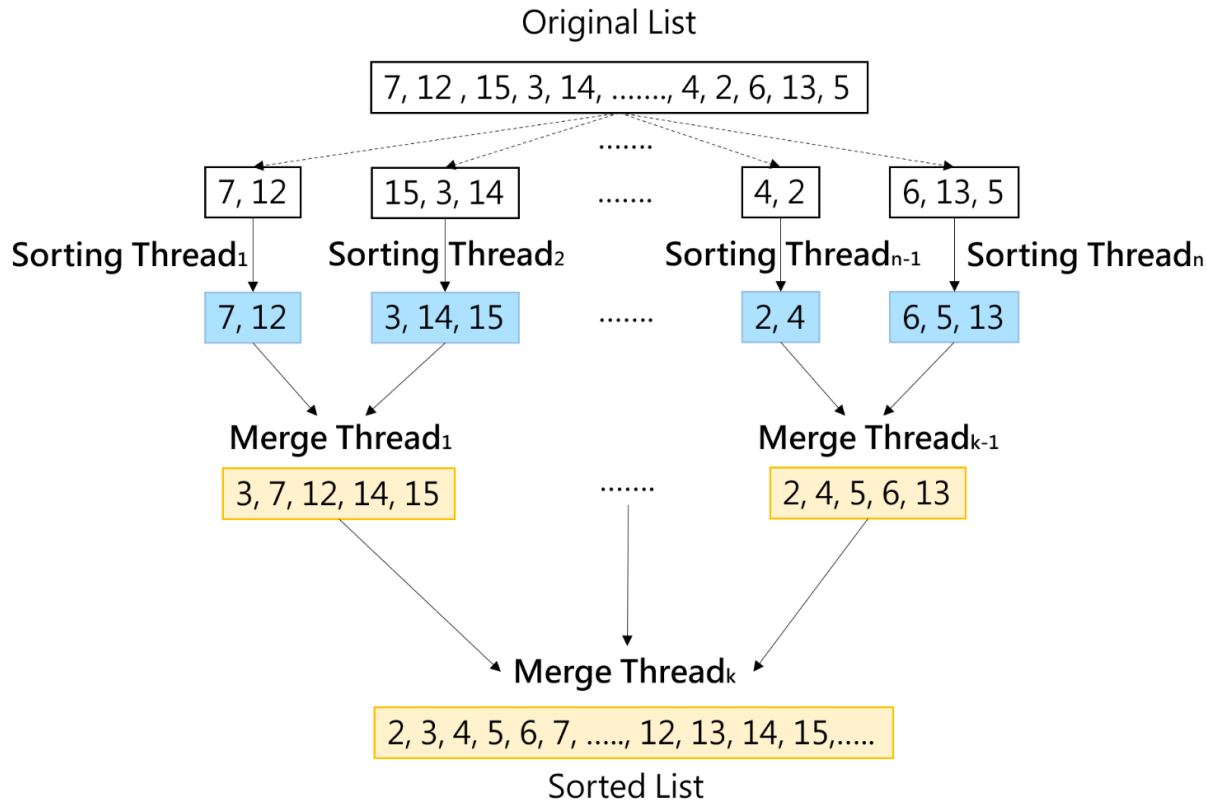 Original List
7, 12 , 15, 3, 14, ......., 4, 2, 6, 13, 5
.......
7, 12
15, 3, 14
.......
4, 2
6, 13, 5
Sorting Thread1
Sorting Thread2
Sorting Threadn-1
Sorting Threadn
7, 12
3, 14, 15
.......
2, 4
6, 5, 13
Merge Thread1
Merge Threadk-1
3, 7, 12, 14, 15
.......
2, 4, 5, 6, 13
Merge Threadk
2, 3, 4, 5, 6, 7, ....., 12, 13, 14, 15,.....
Sorted List